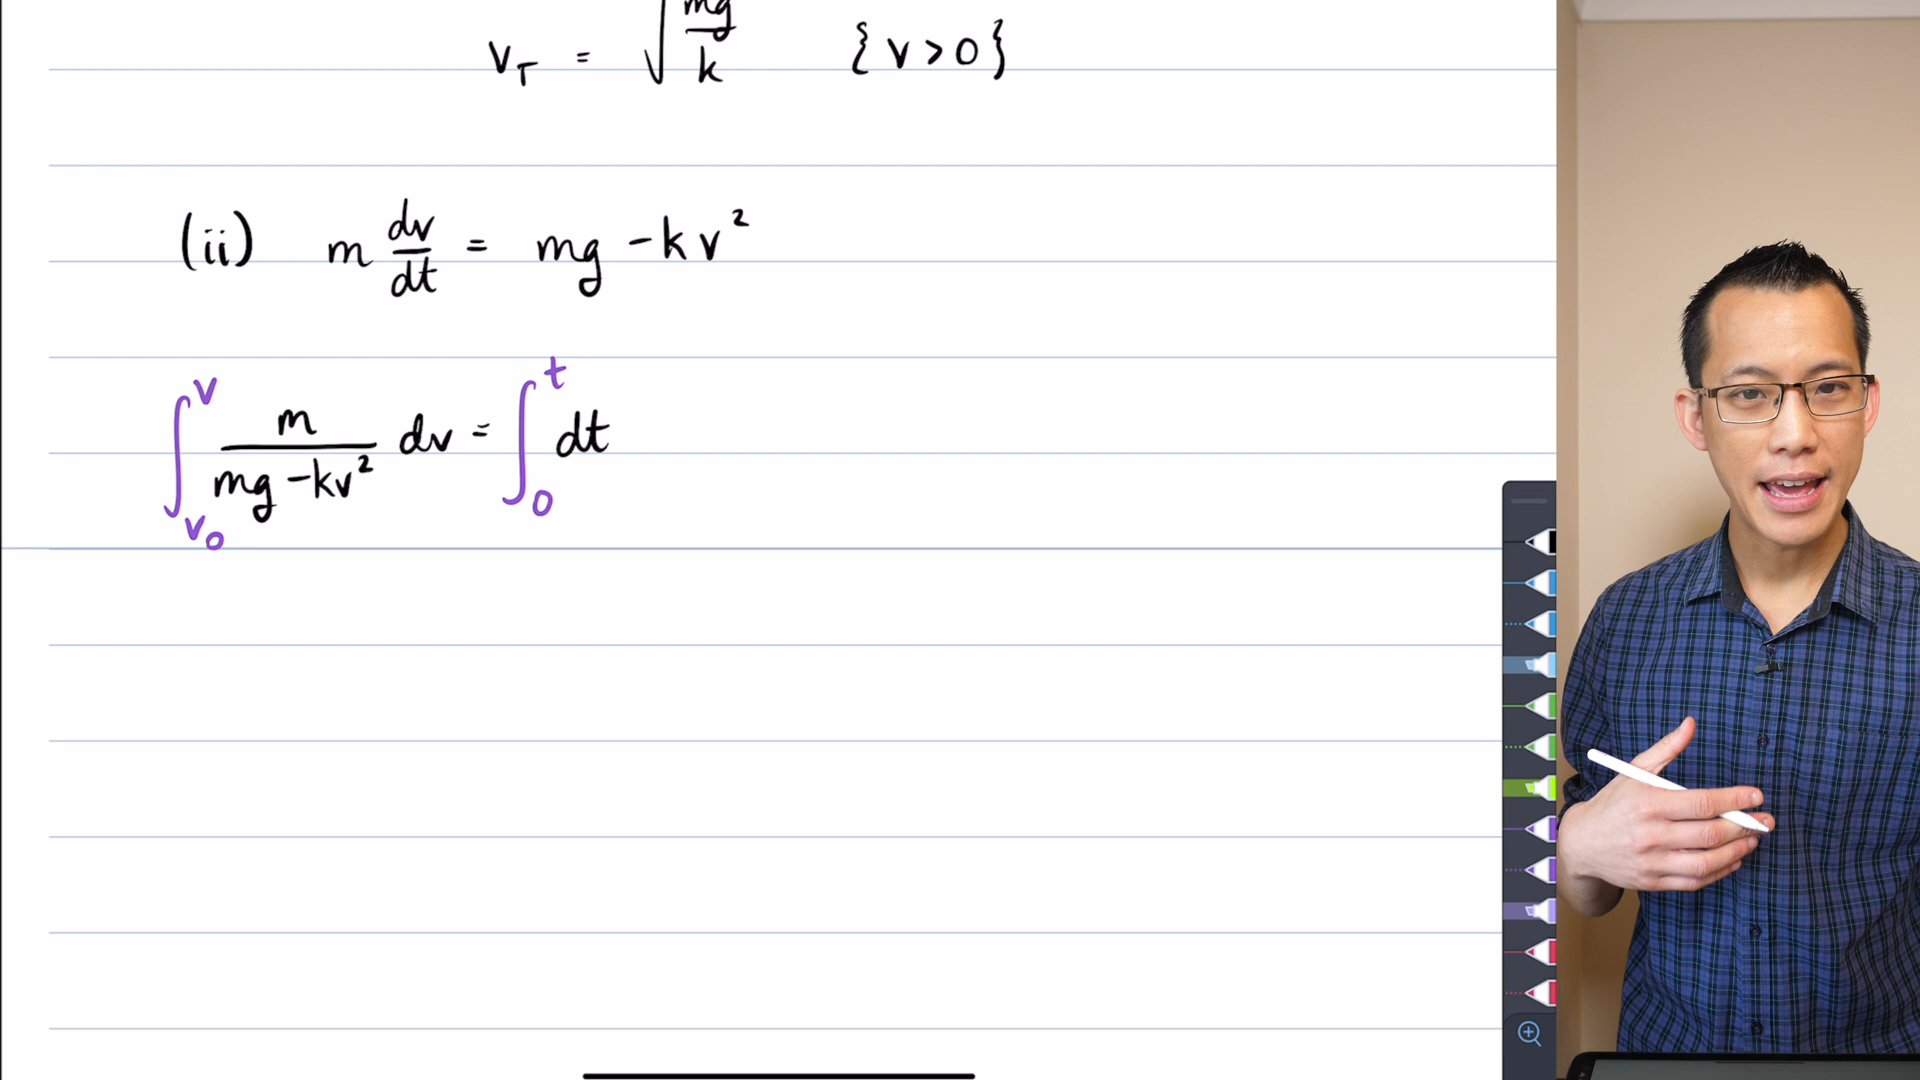 v_T = √(mg/k) {v > 0}
(ii) m dv/dt = mg - kv²
∫_{v₀}^{v} m/(mg - kv²) dv = ∫_0^t dt